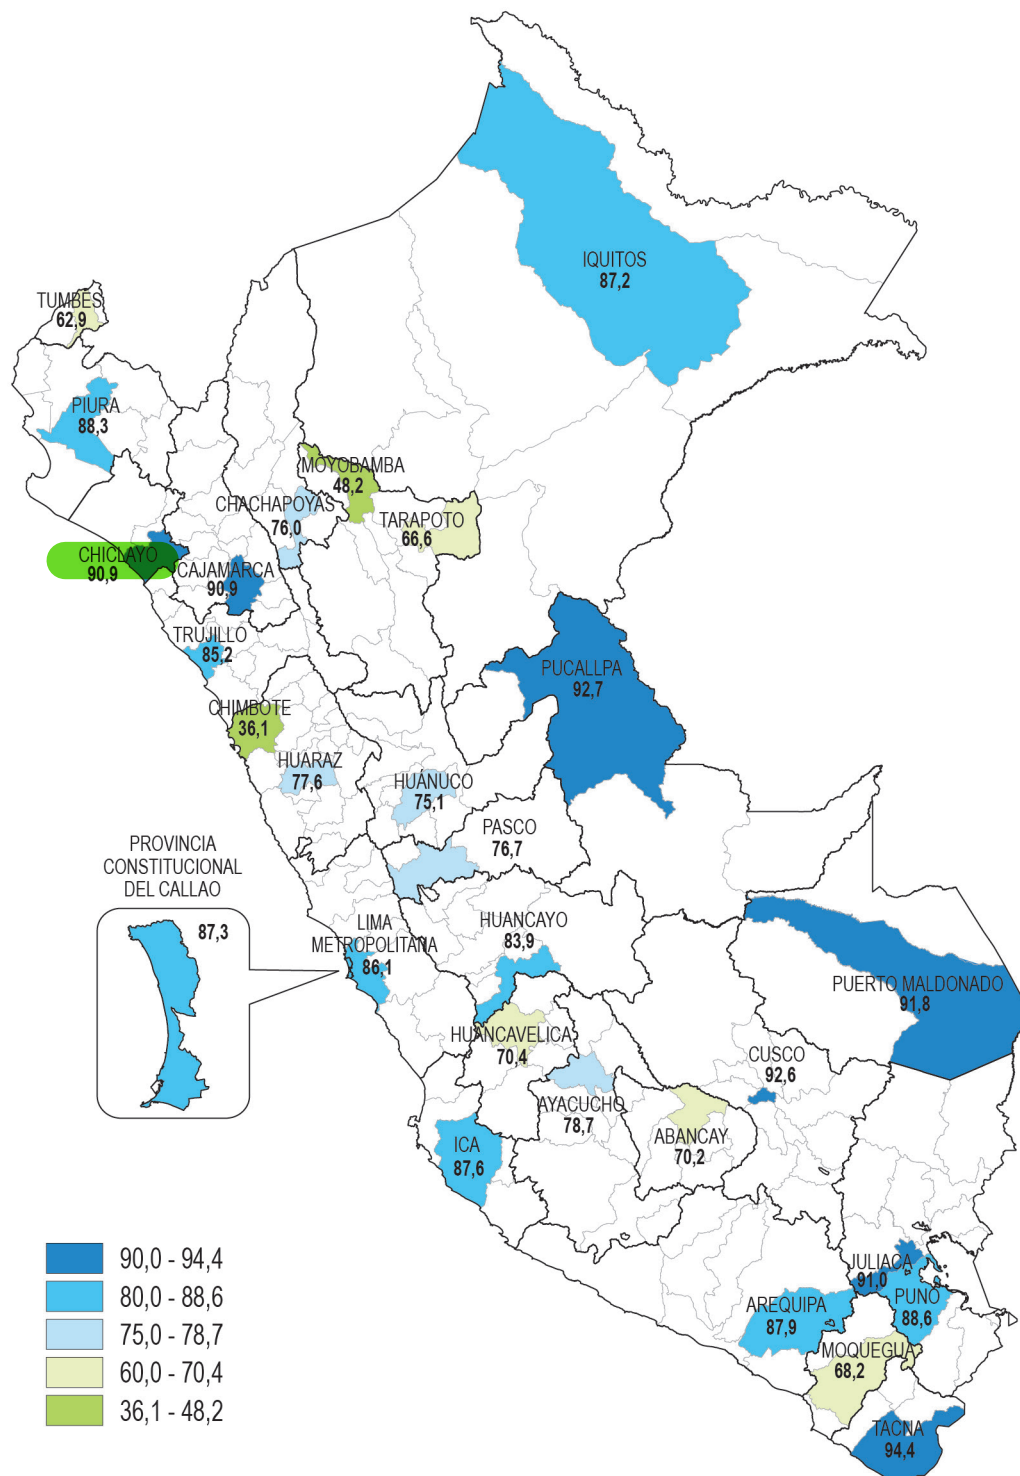 IQUITOS
87,2
TUMBES
62,9
PIURA
88,3
MOYOBAMBA
48,2
CHACHAPOYAS
76,0
TARAPOTO
66,6
CHICLAYO
90,9
CAJAMARCA
90,9
TRUJILLO
85,2
PUCALLPA
92,7
CHIMBOTE
36,1
HUARAZ
77,6
HUÁNUCO
75,1
PASCO
76,7
PROVINCIA
CONSTITUCIONAL
DEL CALLAO
87,3
LIMA
METROPOLITANA
86,1
HUANCAYO
83,9
PUERTO MALDONADO
91,8
HUANCAVELICA
70,4
CUSCO
92,6
AYACUCHO
78,7
ABANCAY
70,2
ICA
87,6
JULIACA
91,0
PUNO
88,6
AREQUIPA
87,9
MOQUEGUA
68,2
TACNA
94,4
90,0 - 94,4
80,0 - 88,6
75,0 - 78,7
60,0 - 70,4
36,1 - 48,2